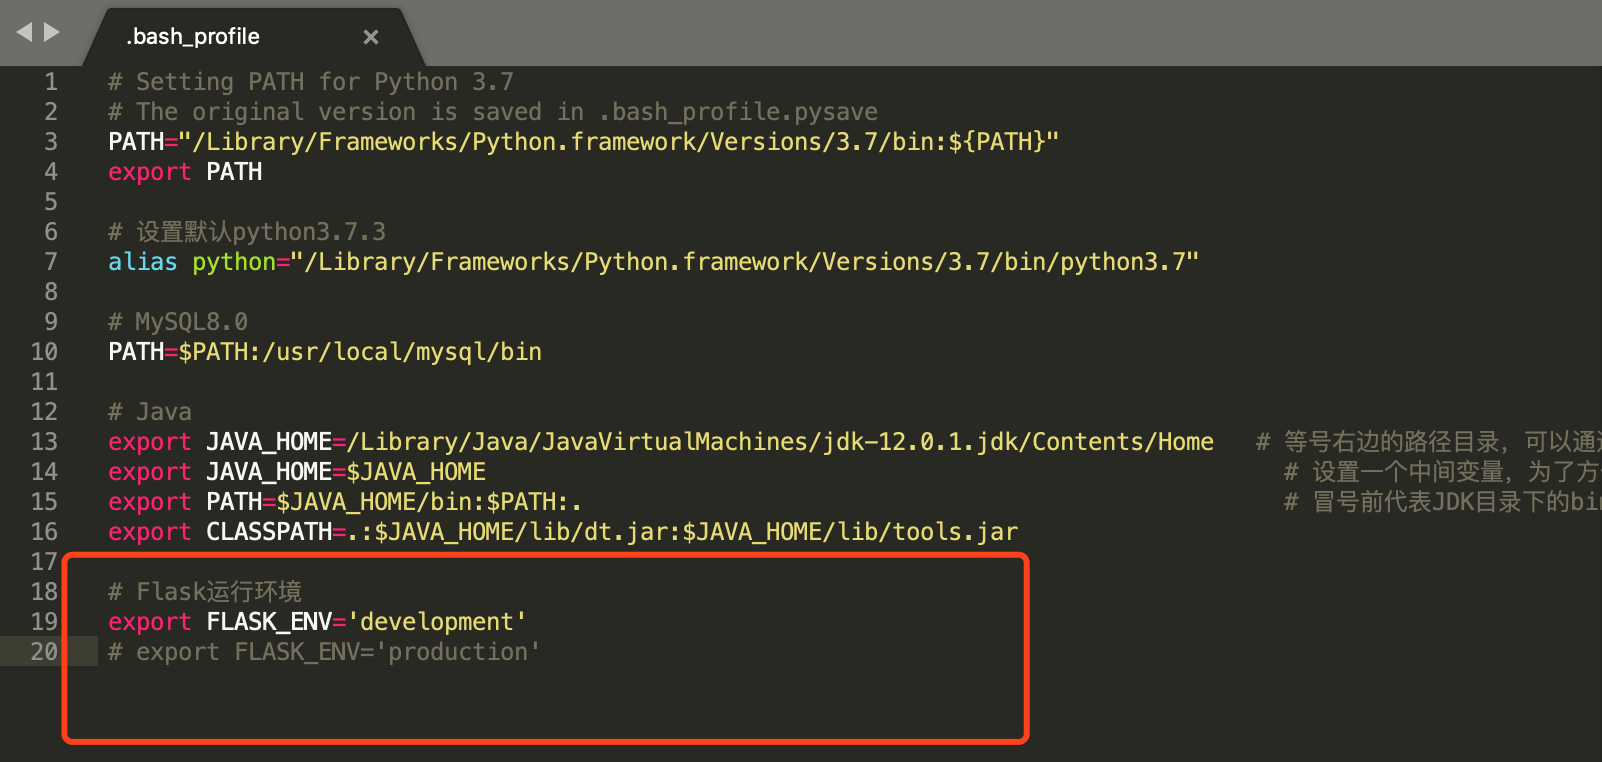 .bash_profile
1 # Setting PATH for Python 3.7
2 # The original version is saved in .bash_profile.pysave
3 PATH="/Library/Frameworks/Python.framework/Versions/3.7/bin:${PATH}"
4 export PATH
5
6 # 设置默认python3.7.3
7 alias python="/Library/Frameworks/Python.framework/Versions/3.7/bin/python3.7"
8
9 # MySQL8.0
10 PATH=$PATH:/usr/local/mysql/bin
11
12 # Java
13 export JAVA_HOME=/Library/Java/JavaVirtualMachines/jdk-12.0.1.jdk/Contents/Home # 等号右边的路径目录，可以通
14 export JAVA_HOME=$JAVA_HOME # 设置一个中间变量，为了方
15 export PATH=$JAVA_HOME/bin:$PATH:. # 冒号前代表JDK目录下的bin
16 export CLASSPATH=.:$JAVA_HOME/lib/dt.jar:$JAVA_HOME/lib/tools.jar
17
18 # Flask运行环境
19 export FLASK_ENV='development'
20 # export FLASK_ENV='production'